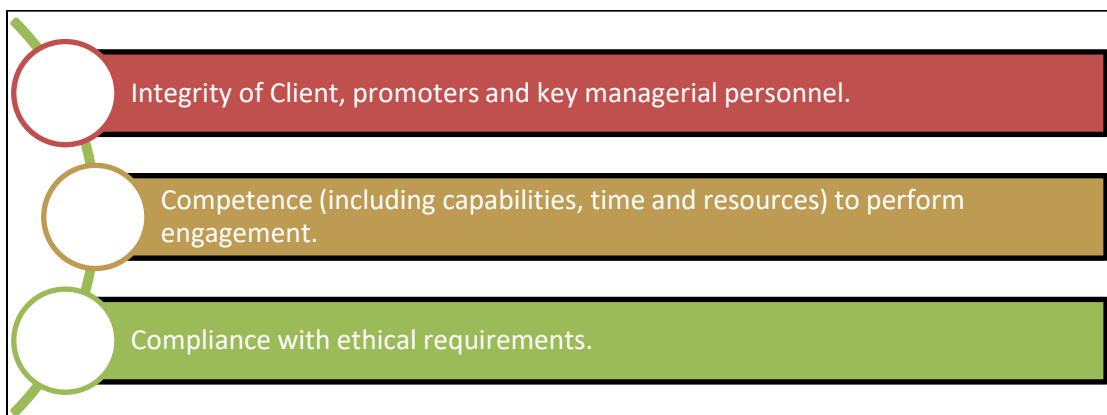 Integrity of Client, promoters and key managerial personnel.
Competence (including capabilities, time and resources) to perform
engagement.
Compliance with ethical requirements.